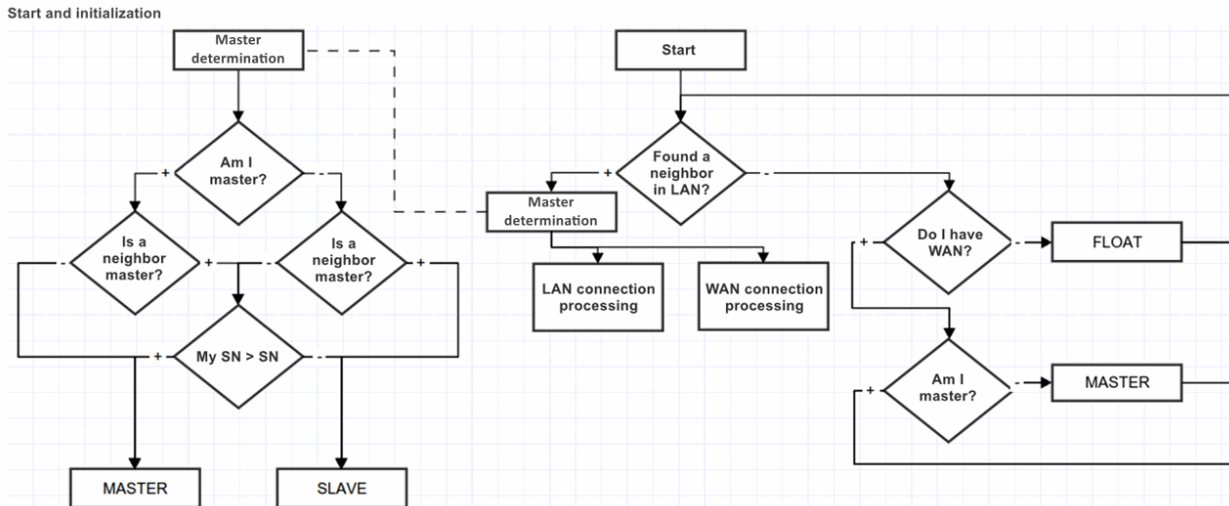 Start and initialization
Master
determination
Start
Am I
master?
+
-
Found a
neighbor
in LAN?
+
-
Master
determination
Is a
neighbor
master?
-
+
Is a
neighbor
master?
-
+
Do I have
WAN?
+
-
FLOAT
LAN connection
processing
WAN connection
processing
My SN > SN
+
-
Am I
master?
+
-
MASTER
MASTER
SLAVE